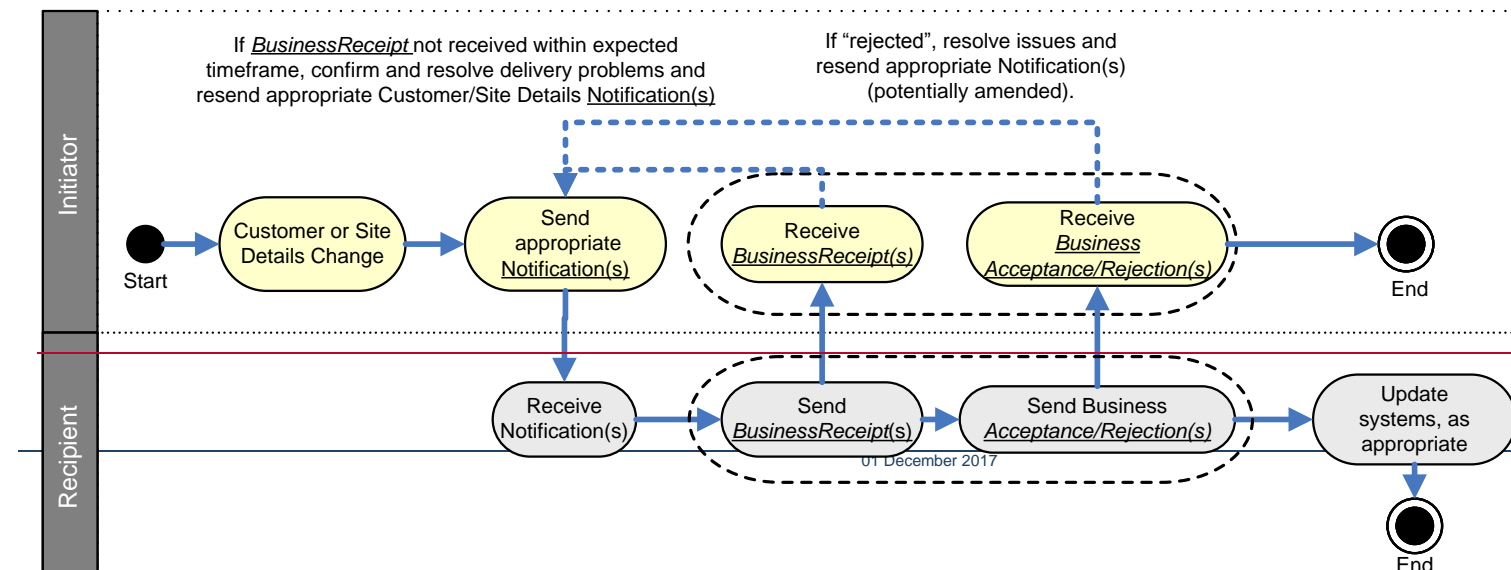 If BusinessReceipt not received within expected
timeframe, confirm and resolve delivery problems and
resend appropriate Customer/Site Details Notification(s)
If “rejected”, resolve issues and
resend appropriate Notification(s)
(potentially amended).
Initiator
Start
Customer or Site
Details Change
Send
appropriate
Notification(s)
Receive
BusinessReceipt(s)
Receive
Business
Acceptance/Rejection(s)
End
Recipient
Receive
Notification(s)
Send
BusinessReceipt(s)
Send Business
Acceptance/Rejection(s)
Update
systems, as
appropriate
01 December 2017
End